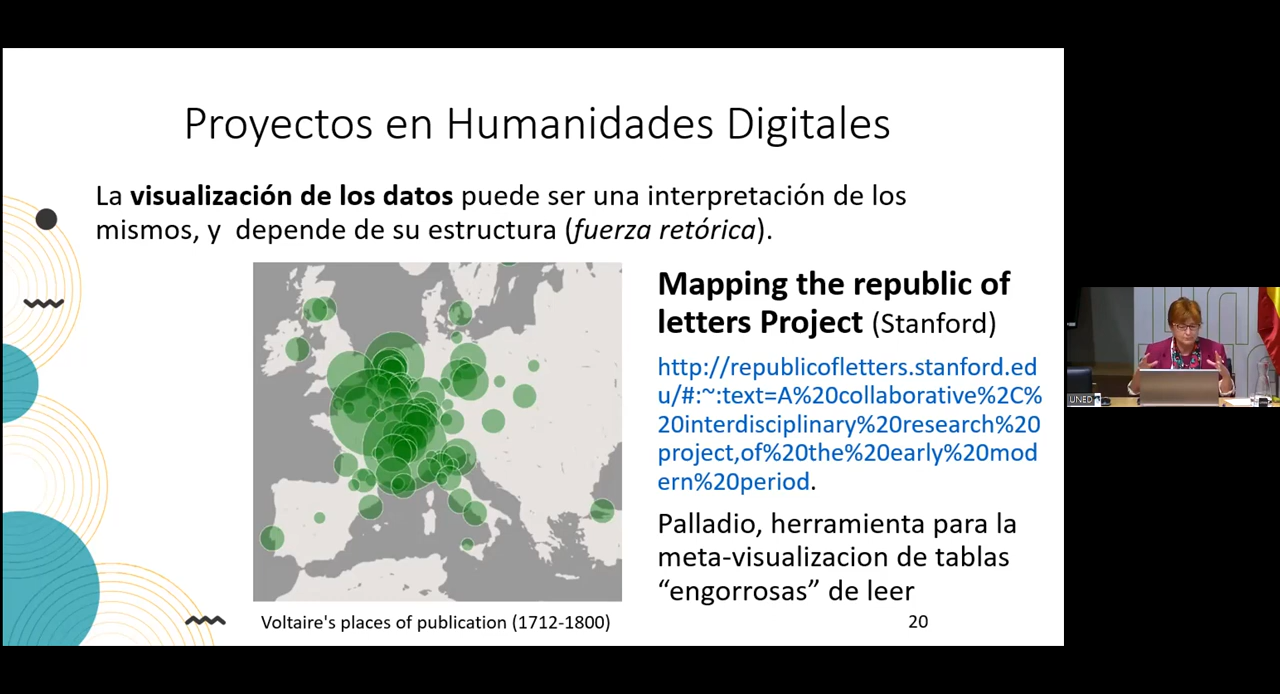 Proyectos en Humanidades Digitales
La visualización de los datos puede ser una interpretación de los
mismos, y depende de su estructura (fuerza retórica).
Mapping the republic of
letters Project (Stanford)
http://republicofletters.stanford.ed
u/#:~:text=A%20collaborative%2C%
20interdisciplinary%20research%20
project,of%20the%20early%20mod
ern%20period.
Palladio, herramienta para la
meta-visualizacion de tablas
“engorrosas” de leer
Voltaire's places of publication (1712-1800)
20
UNED